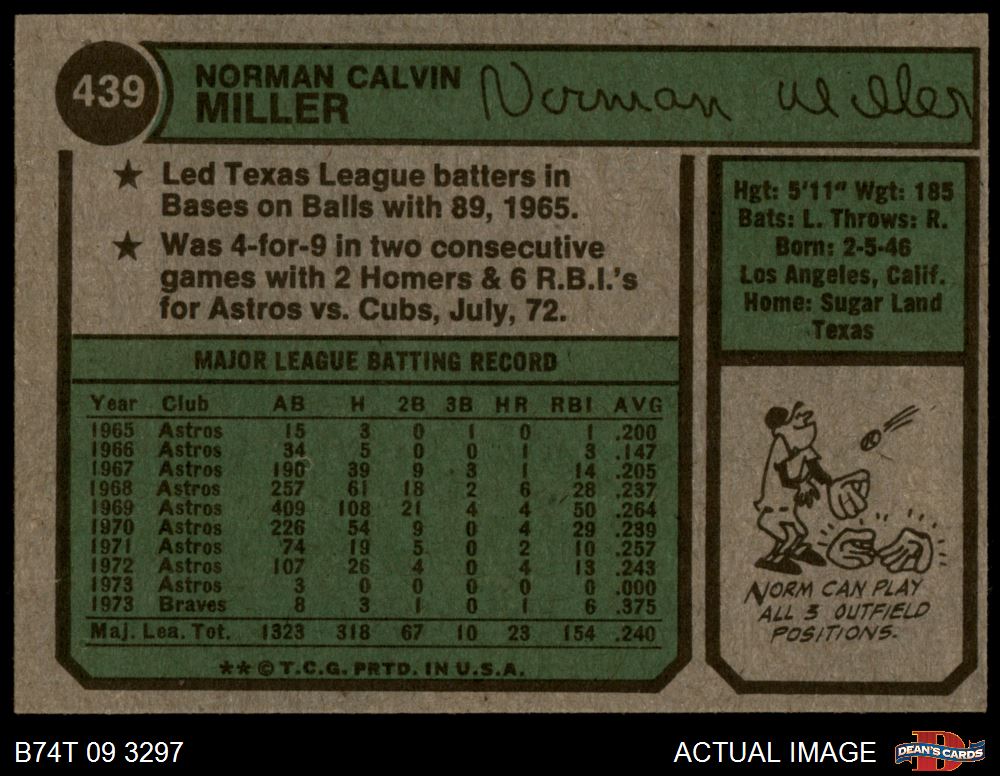 439
NORMAN CALVIN
MILLER
Norman Miller
★ Led Texas League batters in
Bases on Balls with 89, 1965.
★ Was 4-for-9 in two consecutive
games with 2 Homers & 6 R.B.I.'s
for Astros vs. Cubs, July, 72.
Hgt: 5'11" Wgt: 185
Bats: L. Throws: R.
Born: 2-5-46
Los Angeles, Calif.
Home: Sugar Land
Texas
MAJOR LEAGUE BATTING RECORD
Year Club AB H 2B 3B HR RBI AVG
1965 Astros 15 3 0 1 0 1 .200
1966 Astros 34 5 0 0 1 3 .147
1967 Astros 190 39 9 3 1 14 .205
1968 Astros 257 61 18 2 6 28 .237
1969 Astros 409 108 21 4 4 50 .264
1970 Astros 226 54 9 0 4 29 .239
1971 Astros 74 19 5 0 2 10 .257
1972 Astros 107 26 4 0 4 13 .243
1973 Astros 3 0 0 0 0 0 .000
1973 Braves 8 3 1 0 1 6 .375
Maj. Lea. Tot. 1323 318 67 10 23 154 .240
★★ © T.C.G. PRTD. IN U.S.A.
NORM CAN PLAY
ALL 3 OUTFIELD
POSITIONS.
B74T 09 3297
ACTUAL IMAGE
DEAN'S CARDS